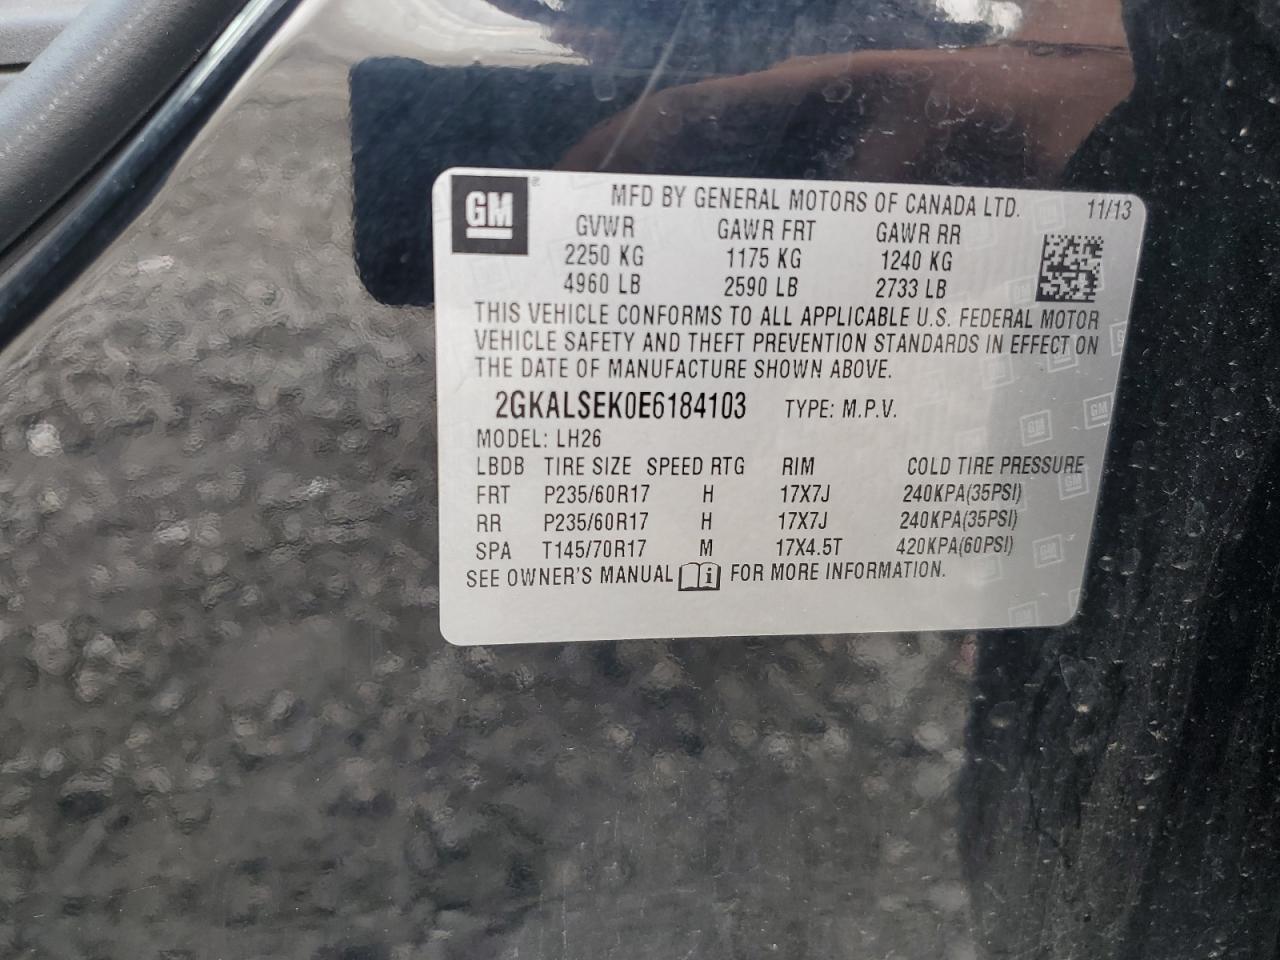 GM
MFD BY GENERAL MOTORS OF CANADA LTD. 11/13
GVWR GAWR FRT GAWR RR
2250 KG 1175 KG 1240 KG
4960 LB 2590 LB 2733 LB
THIS VEHICLE CONFORMS TO ALL APPLICABLE U.S. FEDERAL MOTOR
VEHICLE SAFETY AND THEFT PREVENTION STANDARDS IN EFFECT ON
THE DATE OF MANUFACTURE SHOWN ABOVE.
2GKALSEK0E6184103 TYPE: M.P.V.
MODEL: LH26
LBDB TIRE SIZE SPEED RTG RIM COLD TIRE PRESSURE
FRT P235/60R17 H 17X7J 240KPA(35PSI)
RR P235/60R17 H 17X7J 240KPA(35PSI)
SPA T145/70R17 M 17X4.5T 420KPA(60PSI)
SEE OWNER'S MANUAL FOR MORE INFORMATION.